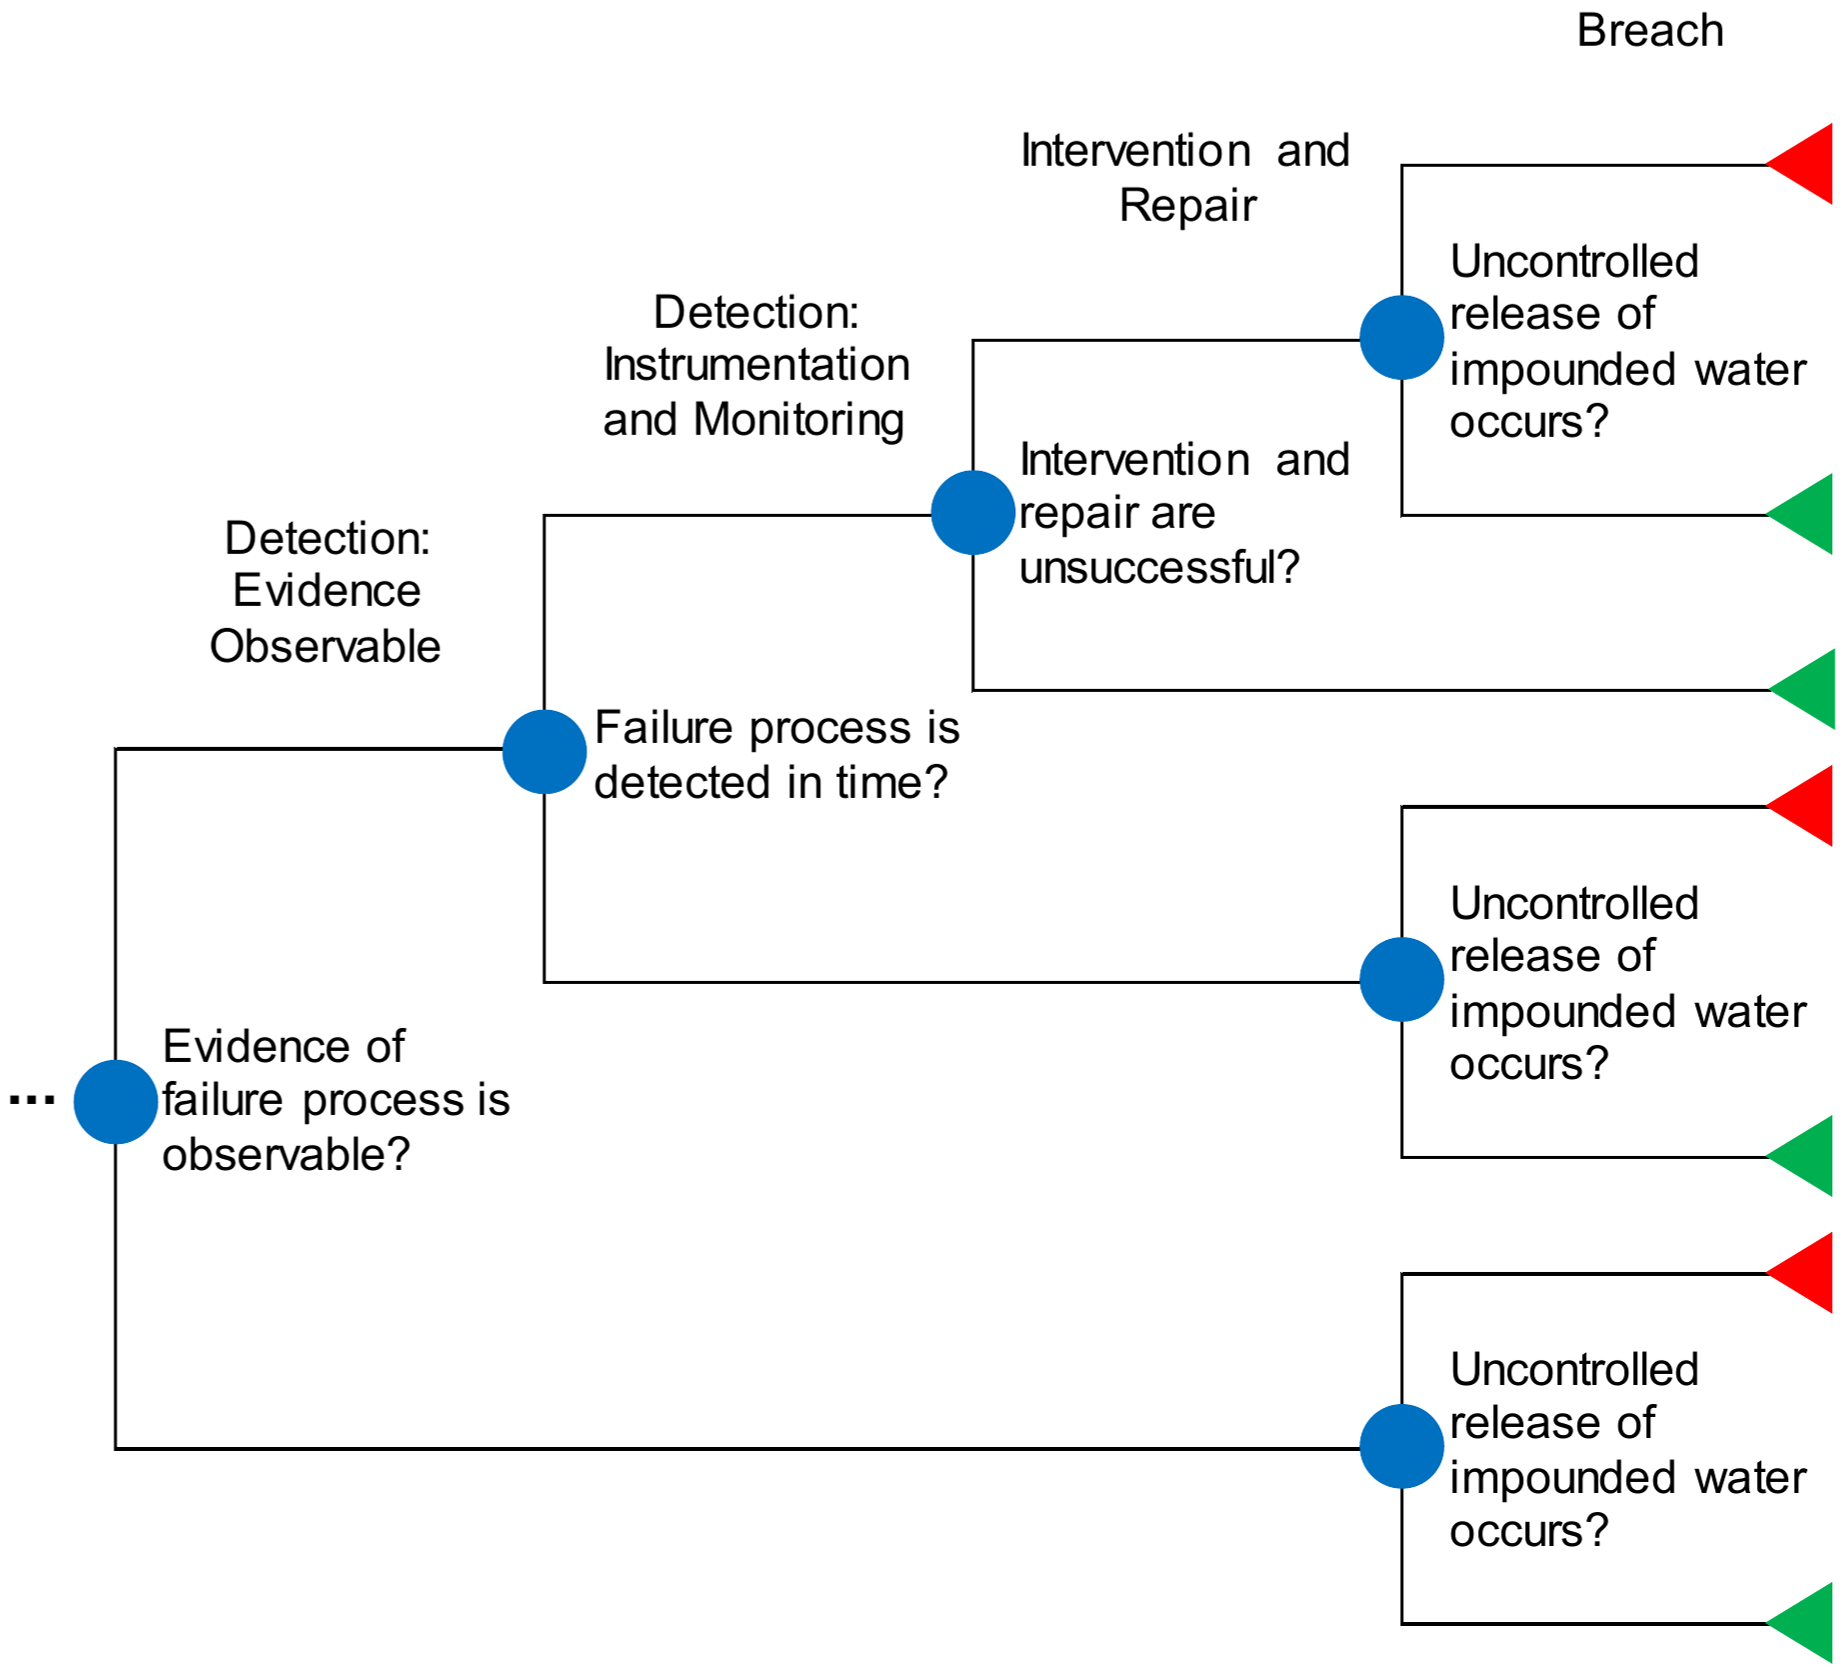 Breach
Intervention and
Repair
Uncontrolled
release of
impounded water
occurs?
Detection:
Instrumentation
and Monitoring
Intervention and
repair are
unsuccessful?
Detection:
Evidence
Observable
Failure process is
detected in time?
Uncontrolled
release of
impounded water
occurs?
...
Evidence of
failure process is
observable?
Uncontrolled
release of
impounded water
occurs?